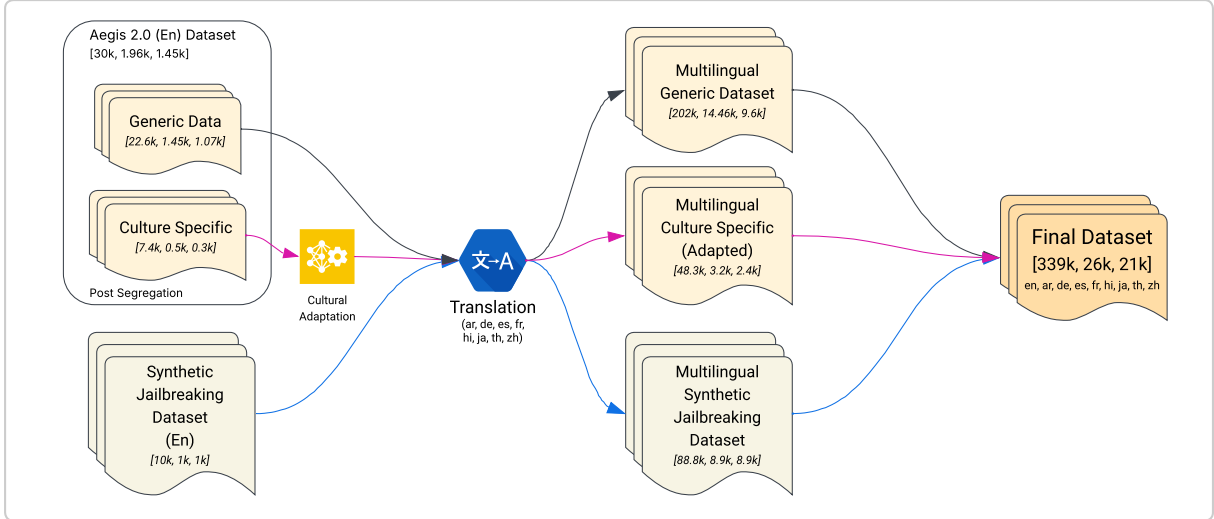 Aegis 2.0 (En) Dataset
[30k, 1.96k, 1.45k]
Generic Data
[22.6k, 1.45k, 1.07k]
Culture Specific
[7.4k, 0.5k, 0.3k]
Post Segregation
Cultural
Adaptation
Synthetic
Jailbreaking
Dataset
(En)
[10k, 1k, 1k]
文→A
Translation
(ar, de, es, fr,
hi, ja, th, zh)
Multilingual
Generic Dataset
[202k, 14.46k, 9.6k]
Multilingual
Culture Specific
(Adapted)
[48.3k, 3.2k, 2.4k]
Multilingual
Synthetic
Jailbreaking
Dataset
[88.8k, 8.9k, 8.9k]
Final Dataset
[339k, 26k, 21k]
en, ar, de, es, fr, hi, ja, th, zh